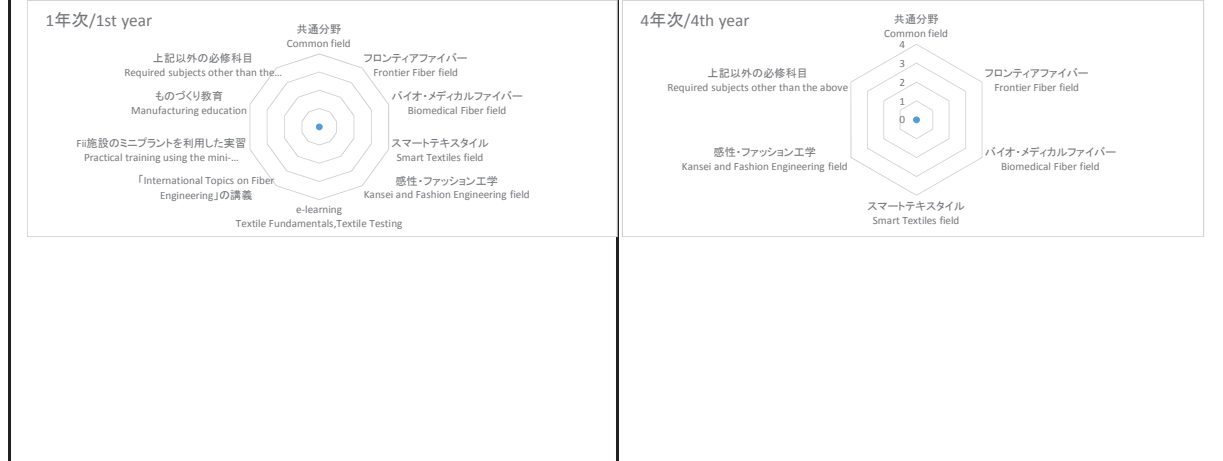 1年次/1st year
共通分野
Common field
フロンティアファイバー
Frontier Fiber field
バイオ・メディカルファイバー
Biomedical Fiber field
スマートテキスタイル
Smart Textiles field
感性・ファッション工学
Kansei and Fashion Engineering field
e-learning
Textile Fundamentals,Textile Testing
「International Topics on Fiber
Engineering」の講義
Fii施設のミニプラントを利用した実習
Practical training using the mini-...
ものづくり教育
Manufacturing education
上記以外の必修科目
Required subjects other than the...
4年次/4th year
共通分野
Common field
4
3
2
1
0
フロンティアファイバー
Frontier Fiber field
バイオ・メディカルファイバー
Biomedical Fiber field
スマートテキスタイル
Smart Textiles field
感性・ファッション工学
Kansei and Fashion Engineering field
上記以外の必修科目
Required subjects other than the above